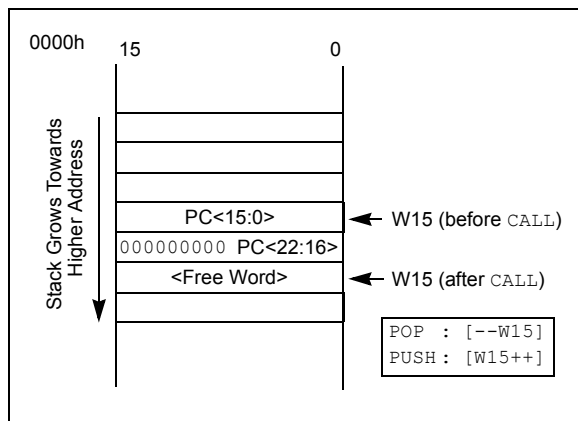 0000h
15 0
Stack Grows Towards
Higher Address
PC<15:0>
W15 (before CALL)
000000000 PC<22:16>
<Free Word>
W15 (after CALL)
POP : [--W15]
PUSH : [W15++]